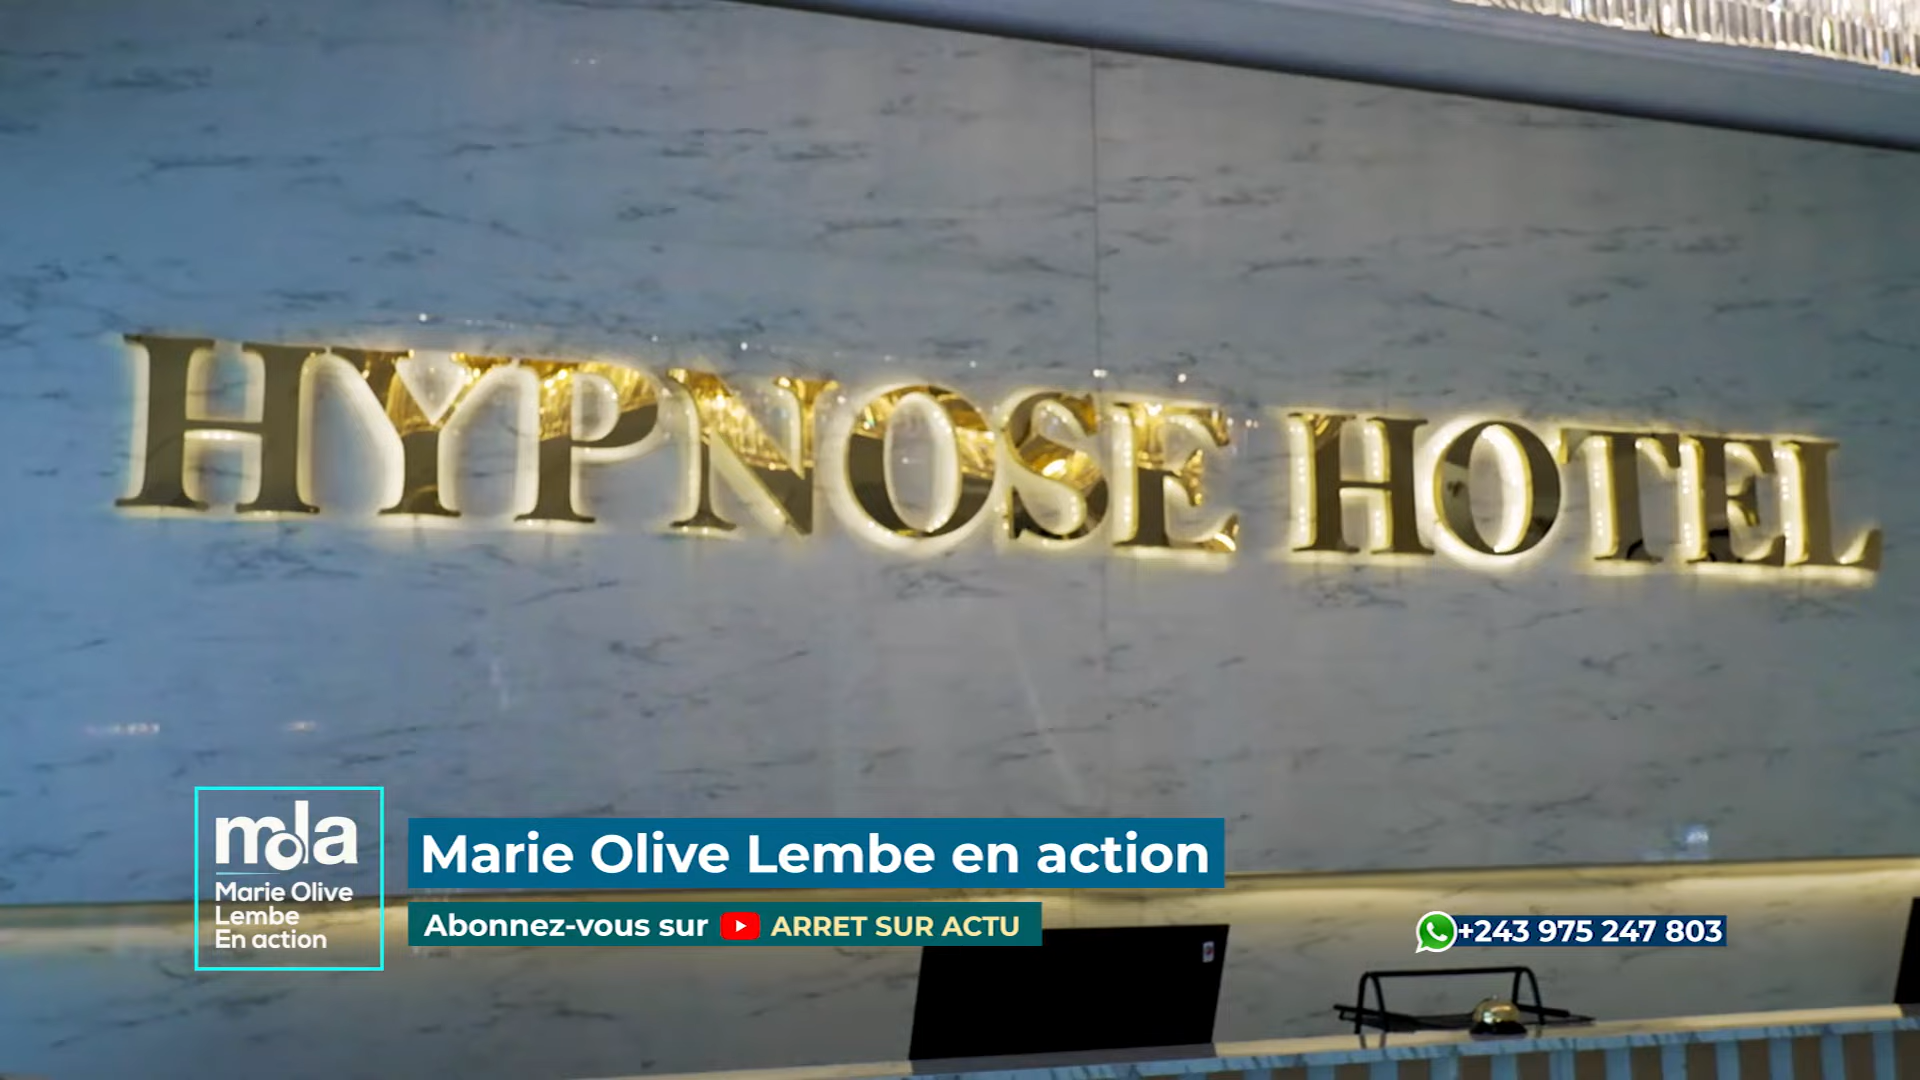 HYPNOSE HOTEL
mola
Marie Olive
Lembe
En action
Marie Olive Lembe en action
Abonnez-vous sur ARRET SUR ACTU
+243 975 247 803